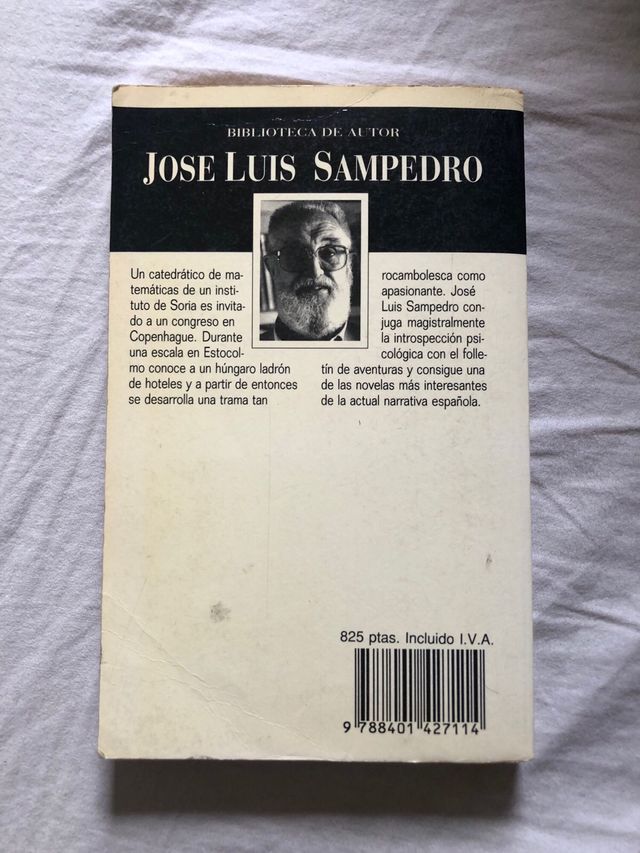 BIBLIOTECA DE AUTOR
JOSE LUIS SAMPEDRO
Un catedrático de ma-
temáticas de un insti-
tuto de Soria es invita-
do a un congreso en
Copenhague. Durante
una escala en Estocol-
mo conoce a un húngaro ladrón
de hoteles y a partir de entonces
se desarrolla una trama tan
rocambolesca como
apasionante. José
Luis Sampedro con-
juga magistralmente
la introspección psi-
cológica con el folle-
tín de aventuras y consigue una
de las novelas más interesantes
de la actual narrativa española.
825 ptas. Incluido I.V.A.
9 788401 427114